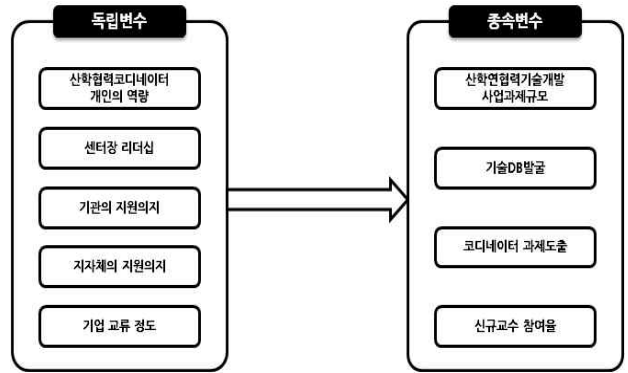 독립변수
산학협력코디네이터
개인의 역량
센터장 리더십
기관의 지원의지
지자체의 지원의지
기업 교류 정도
종속변수
산학연협력기술개발
사업과제규모
기술DB발굴
코디네이터 과제도출
신규교수 참여율